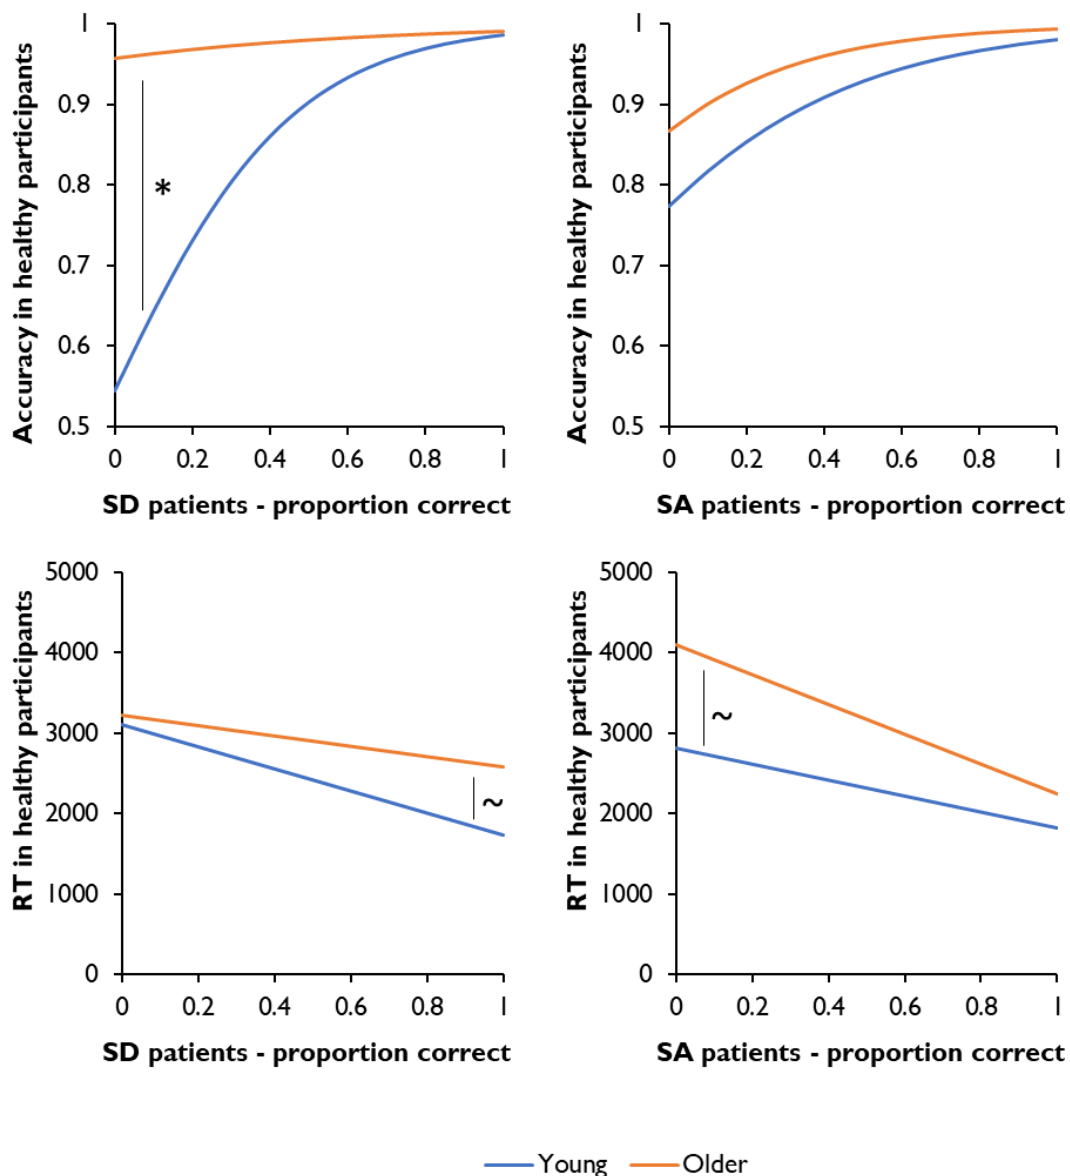 Accuracy in healthy participants
1
0.9
0.8
0.7
0.6
0.5
*
0 0.2 0.4 0.6 0.8 1
SD patients - proportion correct
Accuracy in healthy participants
1
0.9
0.8
0.7
0.6
0.5
0 0.2 0.4 0.6 0.8 1
SA patients - proportion correct
RT in healthy participants
5000
4000
3000
2000
1000
0
~
0 0.2 0.4 0.6 0.8 1
SD patients - proportion correct
RT in healthy participants
5000
4000
3000
2000
1000
0
~
0 0.2 0.4 0.6 0.8 1
SA patients - proportion correct
Young Older